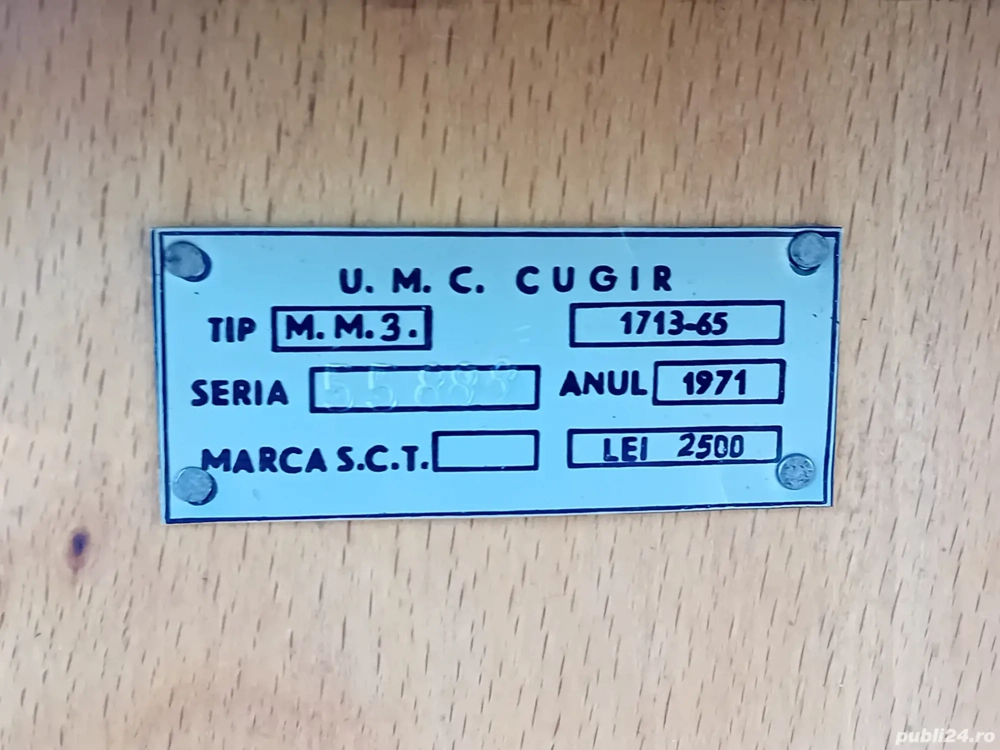 U. M. C. CUGIR
TIP M. M. 3. 1713-65
SERIA ANUL 1971
MARCA S.C.T. LEI 2500
publi24.ro